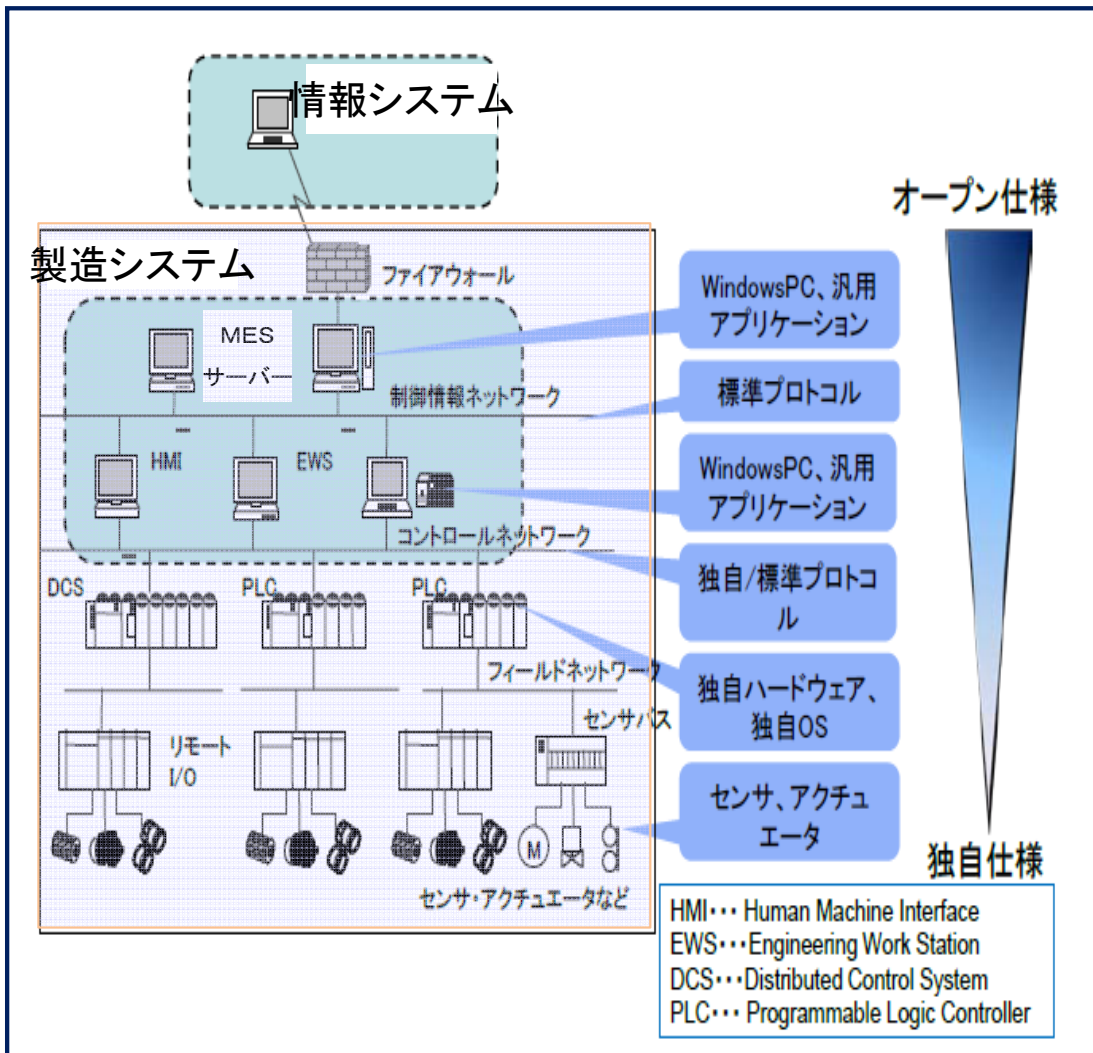 情報システム
オープン仕様
製造システム
ファイアウォール
WindowsPC、汎用
アプリケーション
MES
サーバー
制御情報ネットワーク
標準プロトコル
HMI
EWS
WindowsPC、汎用
アプリケーション
コントロールネットワーク
独自/標準プロトコ
ル
DCS
PLC
PLC
フィールドネットワーク
独自ハードウェア、
独自OS
センサバス
リモート
I/O
センサ、アクチュ
エータ
M
センサ・アクチュエータなど
独自仕様
HMI・・・ Human Machine Interface
EWS・・・Engineering Work Station
DCS・・・Distributed Control System
PLC・・・ Programmable Logic Controller